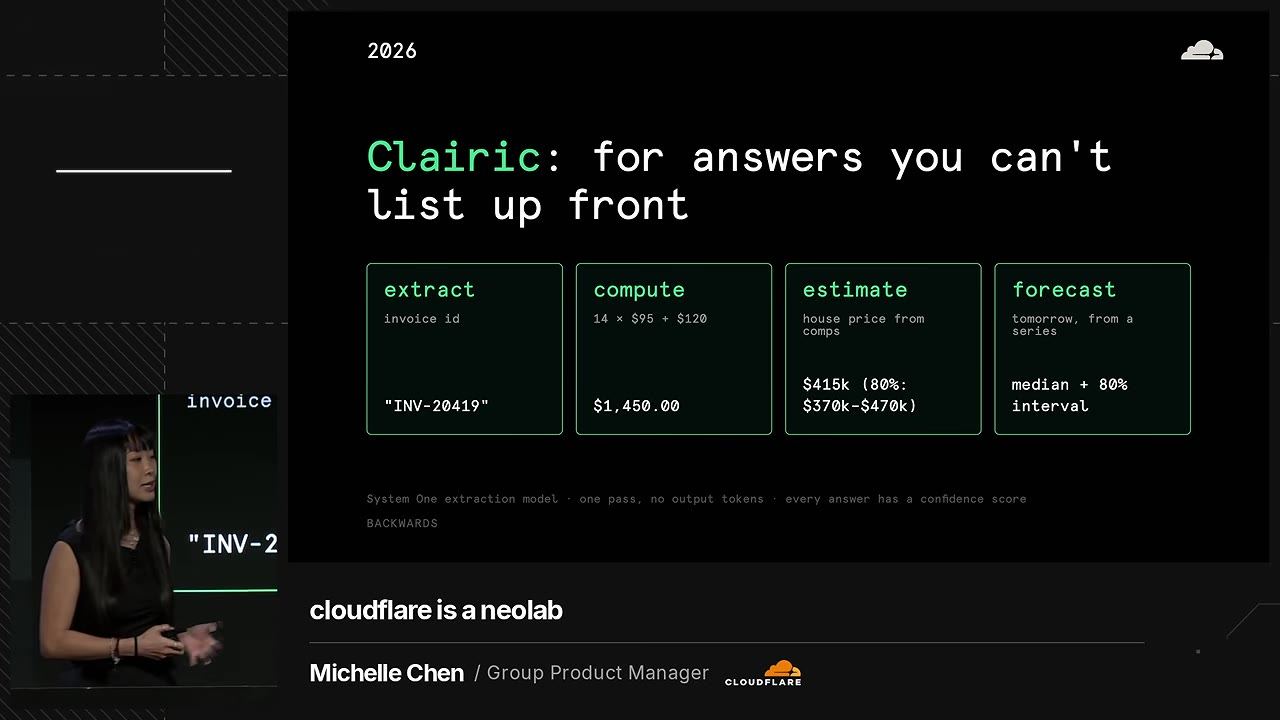 2026
Clairic: for answers you can't
list up front
extract
invoice id
"INV-20419"
compute
14 × $95 + $120
$1,450.00
estimate
house price from
comps
$415k (80%:
$370k–$470k)
forecast
tomorrow, from a
series
median + 80%
interval
System One extraction model · one pass, no output tokens · every answer has a confidence score
BACKWARDS
invoice
"INV-2
cloudflare is a neolab
Michelle Chen / Group Product Manager
CLOUDFLARE